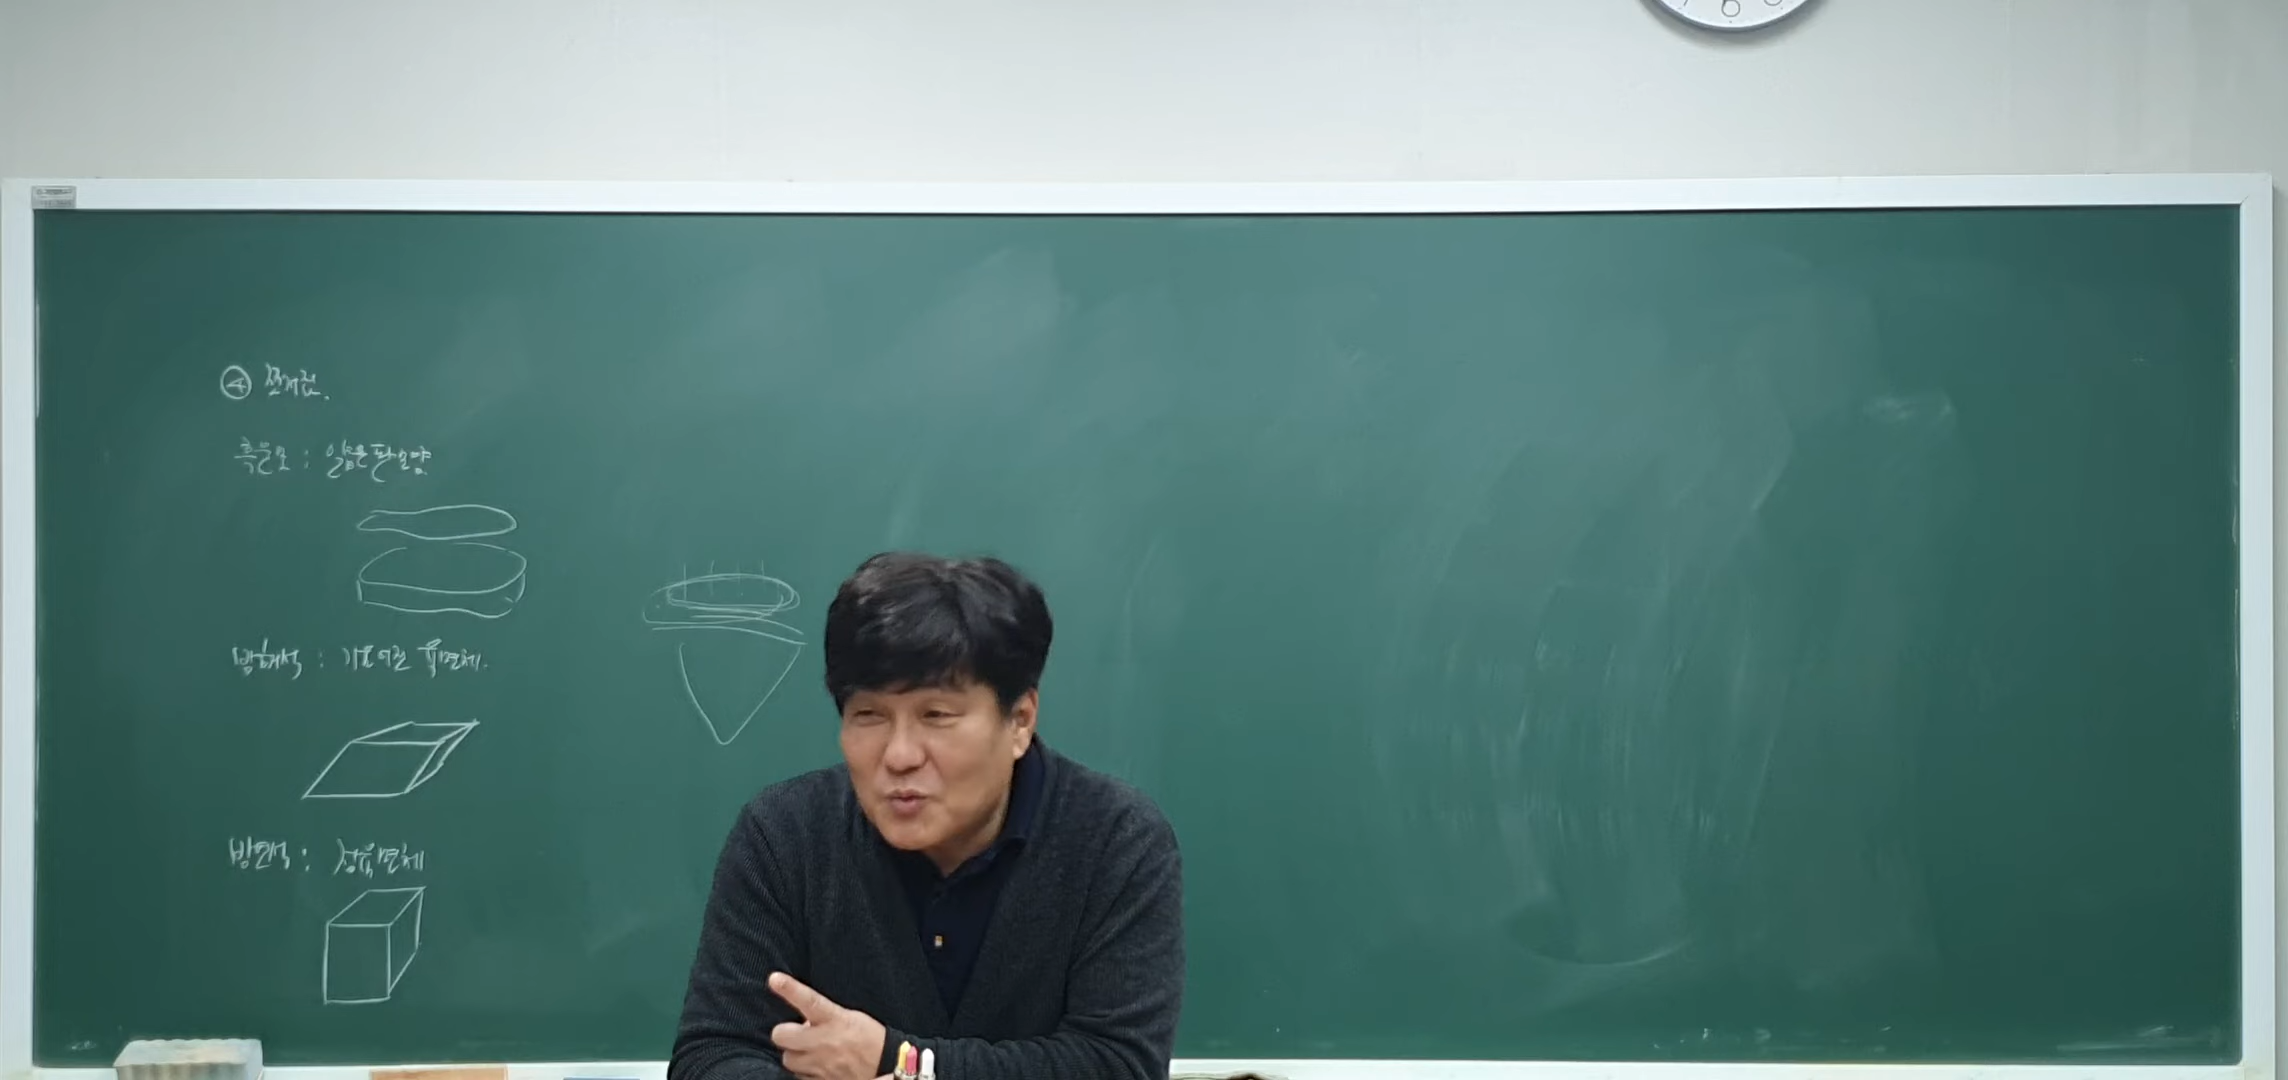 ④ 쪼개짐.
흑운모 : 얇은 판모양
방해석 : 기울어진 육면체.
방연석 : 정육면체